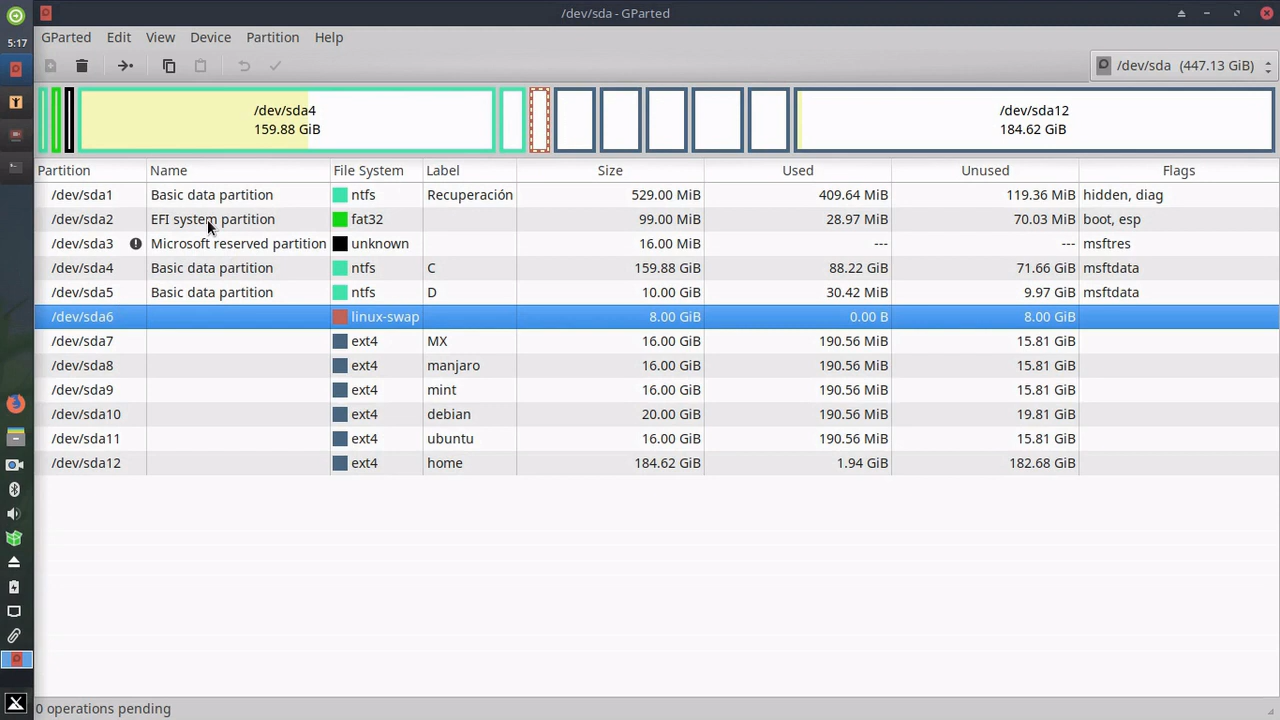 /dev/sda - GParted
5:17
GParted Edit View Device Partition Help
/dev/sda (447.13 GiB)
/dev/sda4
159.88 GiB
/dev/sda12
184.62 GiB
Partition Name File System Label Size Used Unused Flags
/dev/sda1 Basic data partition ntfs Recuperación 529.00 MiB 409.64 MiB 119.36 MiB hidden, diag
/dev/sda2 EFI system partition fat32 99.00 MiB 28.97 MiB 70.03 MiB boot, esp
/dev/sda3 Microsoft reserved partition unknown 16.00 MiB --- --- msftres
/dev/sda4 Basic data partition ntfs C 159.88 GiB 88.22 GiB 71.66 GiB msftdata
/dev/sda5 Basic data partition ntfs D 10.00 GiB 30.42 MiB 9.97 GiB msftdata
/dev/sda6 linux-swap 8.00 GiB 0.00 B 8.00 GiB
/dev/sda7 ext4 MX 16.00 GiB 190.56 MiB 15.81 GiB
/dev/sda8 ext4 manjaro 16.00 GiB 190.56 MiB 15.81 GiB
/dev/sda9 ext4 mint 16.00 GiB 190.56 MiB 15.81 GiB
/dev/sda10 ext4 debian 20.00 GiB 190.56 MiB 19.81 GiB
/dev/sda11 ext4 ubuntu 16.00 GiB 190.56 MiB 15.81 GiB
/dev/sda12 ext4 home 184.62 GiB 1.94 GiB 182.68 GiB
0 operations pending